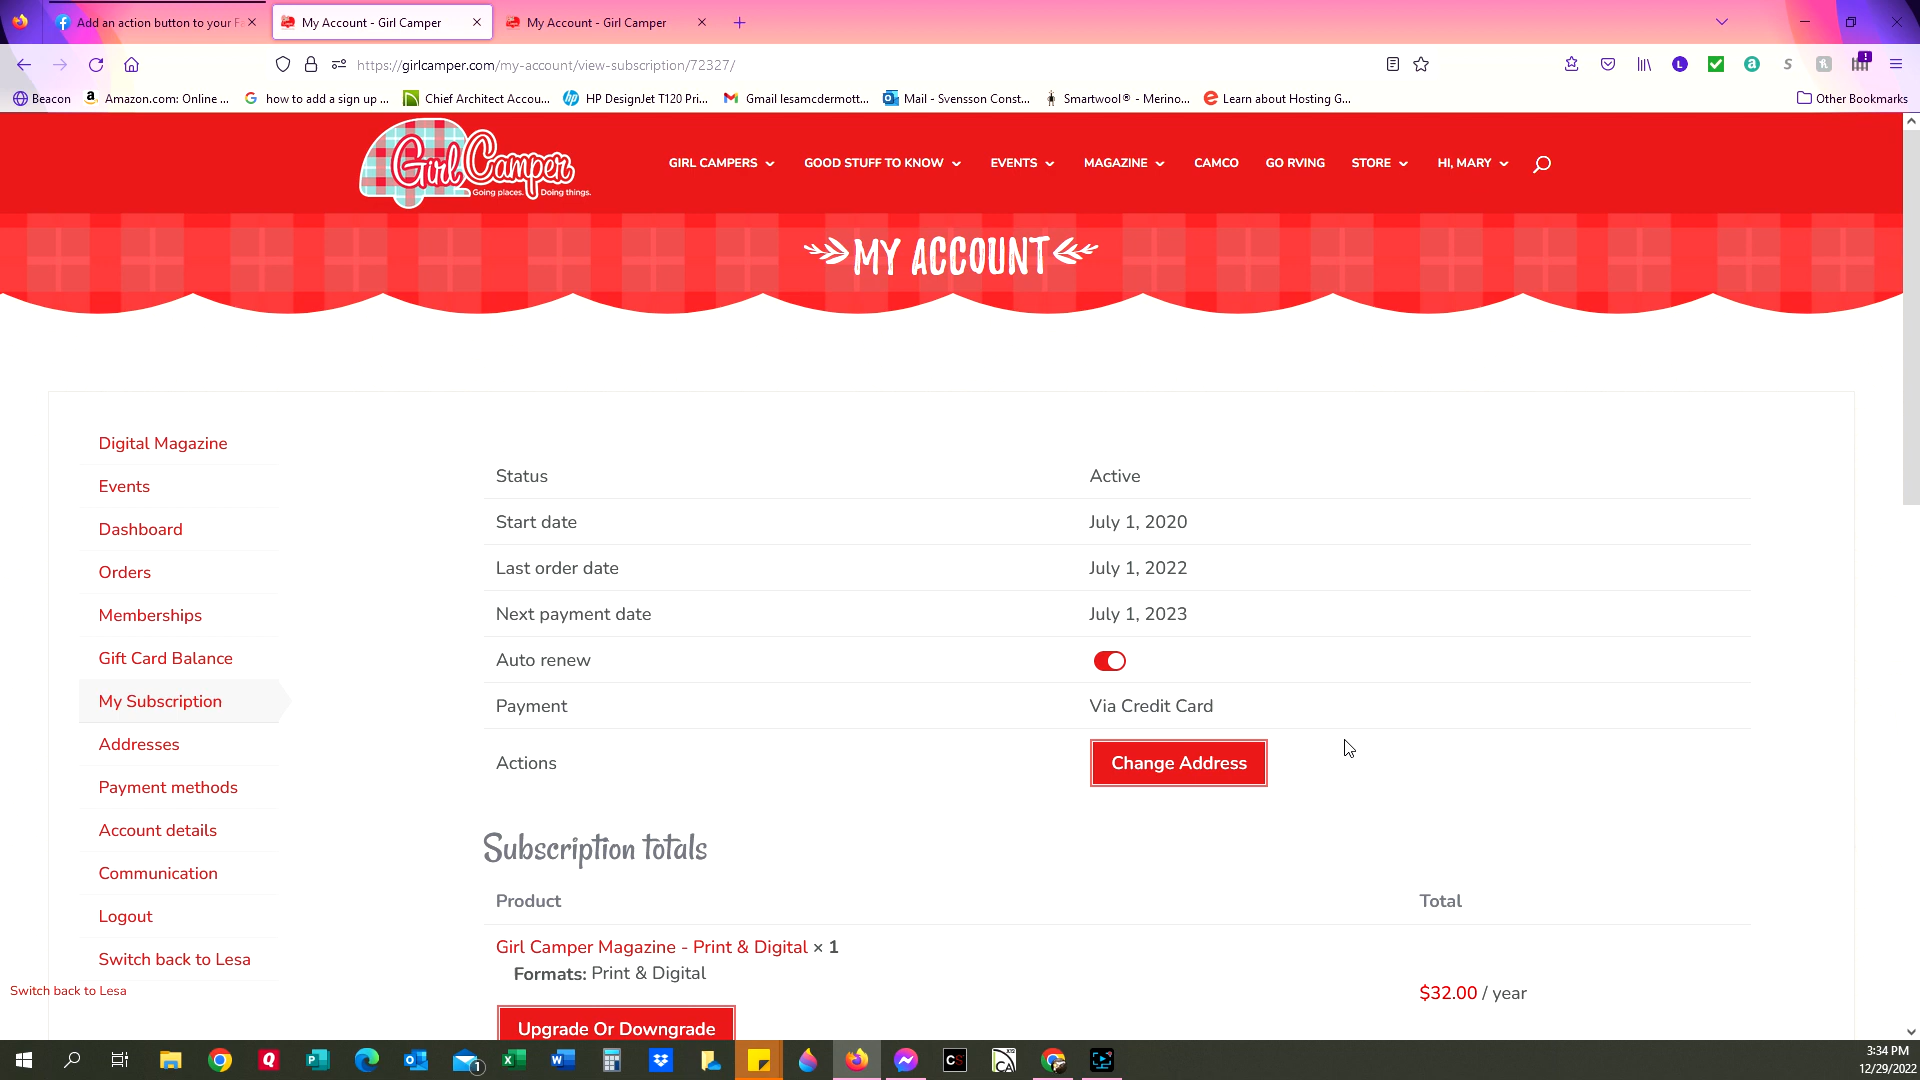 Add an action button to your F
My Account - Girl Camper
My Account - Girl Camper
https://girlcamper.com/my-account/view-subscription/72327/
Beacon
Amazon.com: Online ...
how to add a sign up ...
Chief Architect Accou...
HP DesignJet T120 Pri...
Gmail lesamcdermott...
Mail - Svensson Const...
Smartwool® - Merino...
Learn about Hosting G...
Other Bookmarks
Girl Camper
Going places. Doing things.
GIRL CAMPERS
GOOD STUFF TO KNOW
EVENTS
MAGAZINE
CAMCO
GO RVING
STORE
HI, MARY
MY ACCOUNT
Digital Magazine
Events
Dashboard
Orders
Memberships
Gift Card Balance
My Subscription
Addresses
Payment methods
Account details
Communication
Logout
Switch back to Lesa
Switch back to Lesa
Status Active
Start date July 1, 2020
Last order date July 1, 2022
Next payment date July 1, 2023
Auto renew
Payment Via Credit Card
Actions Change Address
Subscription totals
Product Total
Girl Camper Magazine - Print & Digital × 1
Formats: Print & Digital
$32.00 / year
Upgrade Or Downgrade
3:34 PM
12/29/2022